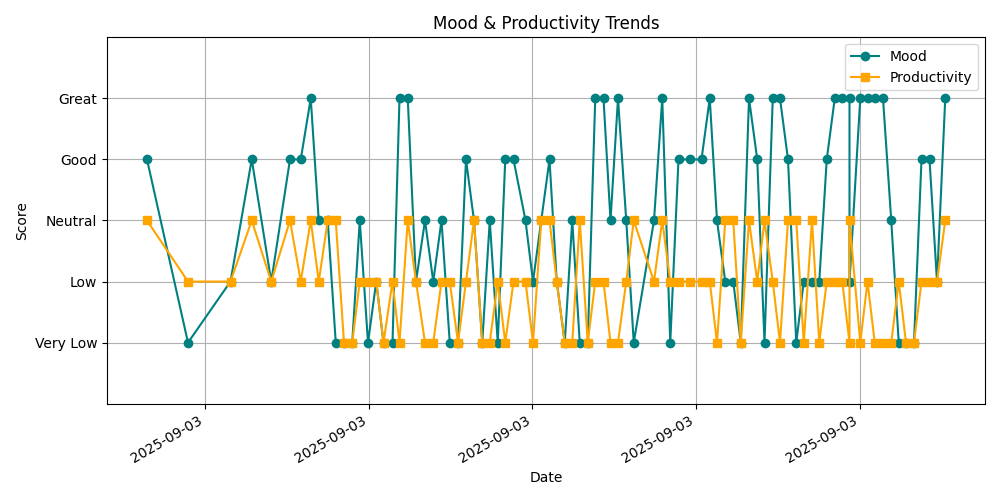 Mood & Productivity Trends
Mood
Productivity
Great
Good
Neutral
Low
Very Low
Score
2025-09-03
2025-09-03
2025-09-03
2025-09-03
2025-09-03
Date